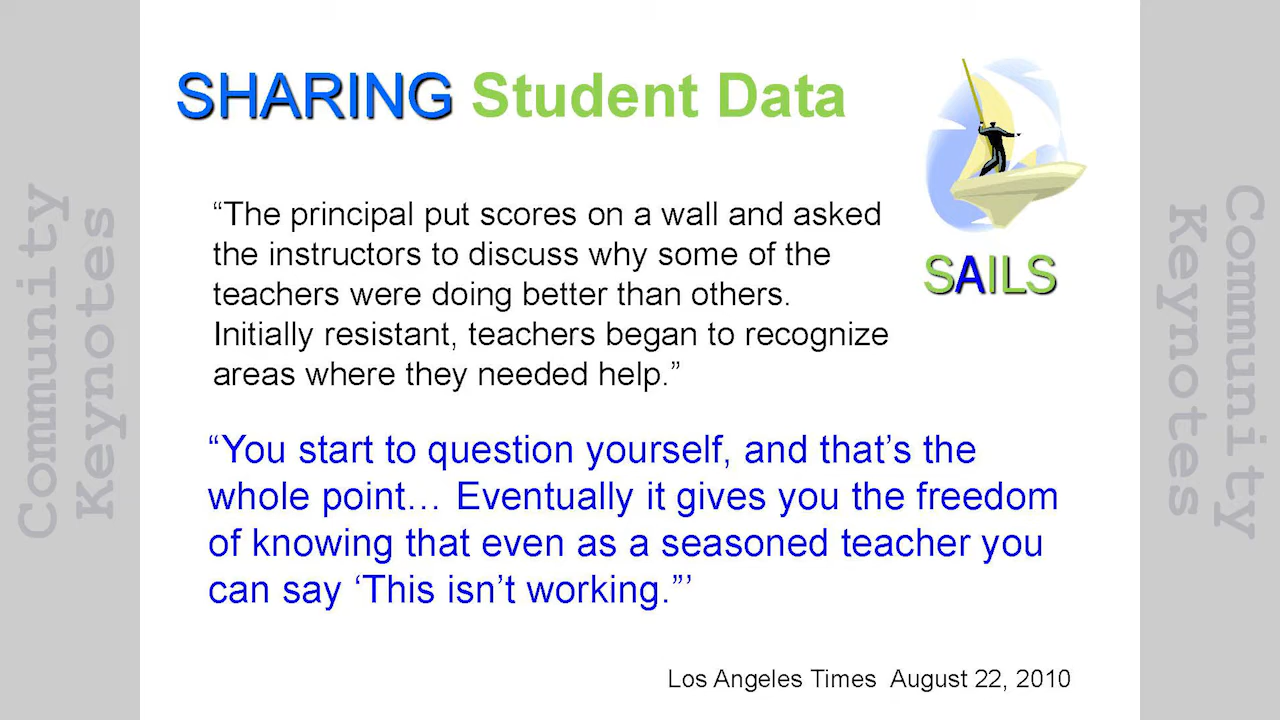 Community
Keynotes
SHARING Student Data
SAILS
“The principal put scores on a wall and asked
the instructors to discuss why some of the
teachers were doing better than others.
Initially resistant, teachers began to recognize
areas where they needed help.”
“You start to question yourself, and that’s the
whole point… Eventually it gives you the freedom
of knowing that even as a seasoned teacher you
can say ‘This isn’t working.”’
Los Angeles Times August 22, 2010
Community
Keynotes